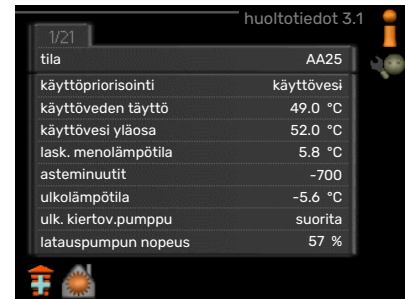 huoltotiedot 3.1
1/21
tila AA25
käyttöpriorisointi käyttövesi
käyttöveden täyttö 49.0 °C
käyttövesi yläosa 52.0 °C
lask. menolämpötila 5.8 °C
asteminuutit -700
ulkolämpötila -5.6 °C
ulk. kiertov.pumppu suorita
latauspumpun nopeus 57 %